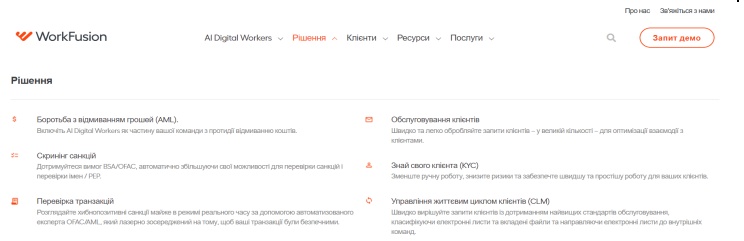 Про нас Зв'яжіться з нами
WorkFusion AI Digital Workers Рішення Клієнти Ресурси Послуги Запит демо
Рішення
Боротьба з відмиванням грошей (AML).
Включіть AI Digital Workers як частину вашої команди з протидії відмиванню коштів.
Обслуговування клієнтів
Швидко та легко обробляйте запити клієнтів – у великій кількості – для оптимізації взаємодії з
клієнтами.
Скринінг санкцій
Дотримуйтеся вимог BSA/OFAC, автоматично збільшуючи свої можливості для перевірки санкцій і
перевірки імен / PEP.
Знай свого клієнта (KYC)
Зменште ручну роботу, знизите ризики та забезпечте швидшу та простішу роботу для ваших клієнтів.
Перевірка транзакцій
Розглядайте хибнопозитивні санкції майже в режимі реального часу за допомогою автоматизованого
експерта OFAC/AML, який лазерно зосереджений на тому, щоб ваші транзакції були безпечними.
Управління життєвим циклом клієнтів (CLM)
Швидко вирішуйте запити клієнтів із дотриманням найвищих стандартів обслуговування,
класифікуючи електронні листи та вкладені файли та направляючи електронні листи до внутрішніх
команд.